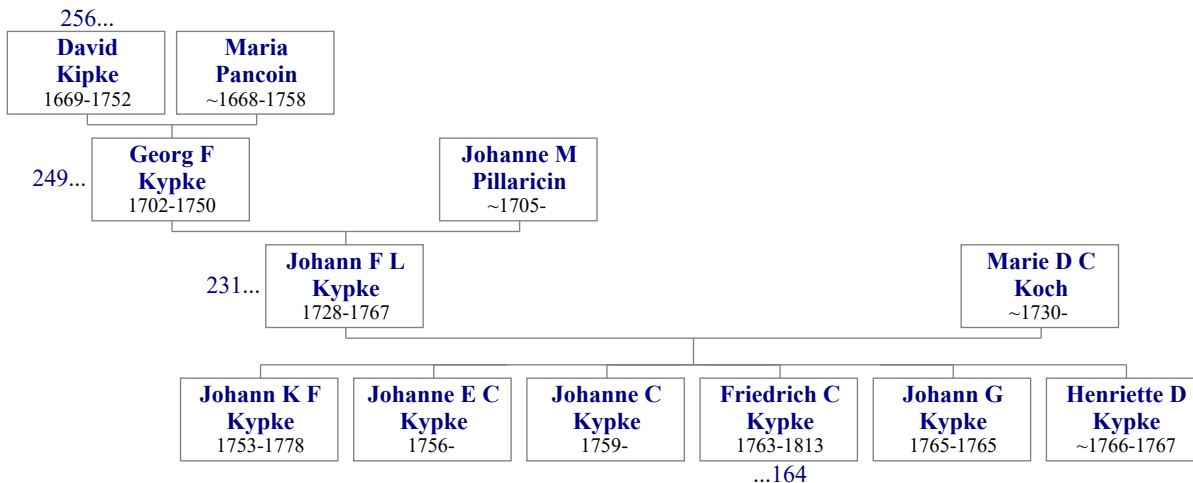 256...
David
Kipke
1669-1752
Maria
Pancoin
~1668-1758
249...
Georg F
Kypke
1702-1750
Johanne M
Pillaricin
~1705-
231...
Johann F L
Kypke
1728-1767
Marie D C
Koch
~1730-
Johann K F
Kypke
1753-1778
Johanne E C
Kypke
1756-
Johanne C
Kypke
1759-
Friedrich C
Kypke
1763-1813
Johann G
Kypke
1765-1765
Henriette D
Kypke
~1766-1767
...164